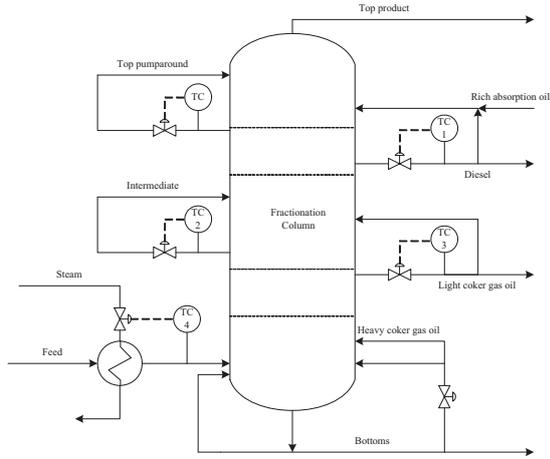 Top product
Top pumparound
TC
Rich absorption oil
TC
1
Diesel
Intermediate
TC
2
Fractionation
Column
TC
3
Light coker gas oil
Steam
TC
4
Heavy coker gas oil
Feed
Bottoms